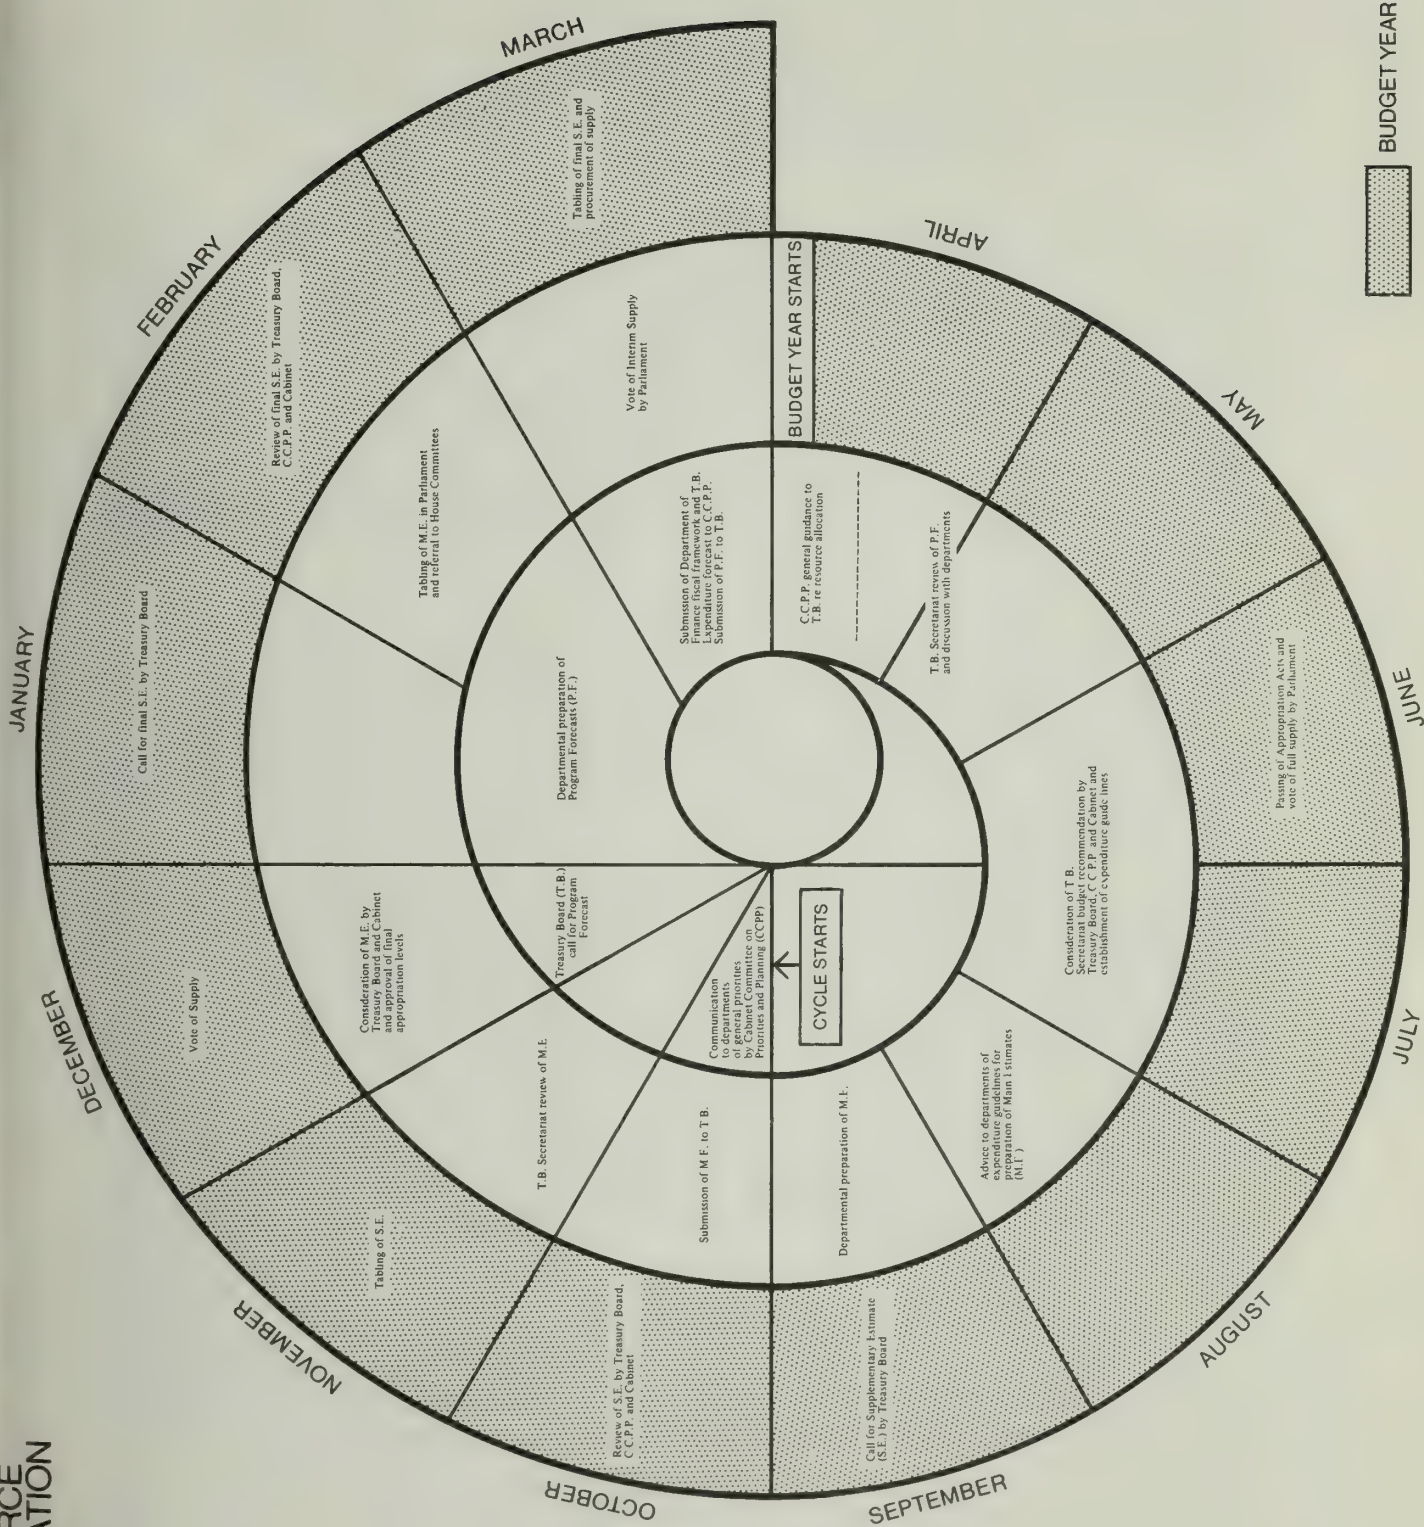 RCE
ATION
CYCLE STARTS
Communication
to departments
of general priorities
by Cabinet Committee on
Priorities and Planning (CCPP)
Treasury Board (T.B.)
call for Program
Forecast
Departmental preparation of
Program Forecasts (P.F.)
Submission of Department of
Finance fiscal framework and T.B.
Expenditure forecast to C.C.P.P.
Submission of P.F. to T.B.
C.C.P.P. general guidance to
T.B. re resource allocation
T.B. Secretariat review of P.F.
and discussion with departments
Consideration of T B.
Secretariat budget recommendation by
Treasury Board, C C P.P and Cabinet and
establishment of expenditure guide lines
Advice to departments of
expenditure guidelines for
preparation of Main Estimates
(M.E.)
Departmental preparation of M.E.
Submission of M E. to T B.
T.B. Secretariat review of M.E
Consideration of M.E. by
Treasury Board and Cabinet
and approval of final
appropriation levels
Tabling of M.E. in Parliament
and referral to House Committees
Vote of Interim Supply
by Parliament
BUDGET YEAR STARTS
APRIL
MAY
JUNE
Passing of Appropriation Acts and
vote of full supply by Parliament
JULY
AUGUST
SEPTEMBER
Call for Supplementary Estimate
(S.E.) by Treasury Board
OCTOBER
Review of S.E. by Treasury Board,
C C.P.P. and Cabinet
NOVEMBER
Tabling of S.E.
DECEMBER
Vote of Supply
JANUARY
Call for final S.E. by Treasury Board
FEBRUARY
Review of final S.E. by Treasury Board,
C.C.P.P. and Cabinet
MARCH
Tabling of final S.E. and
procurement of supply
BUDGET YEAR